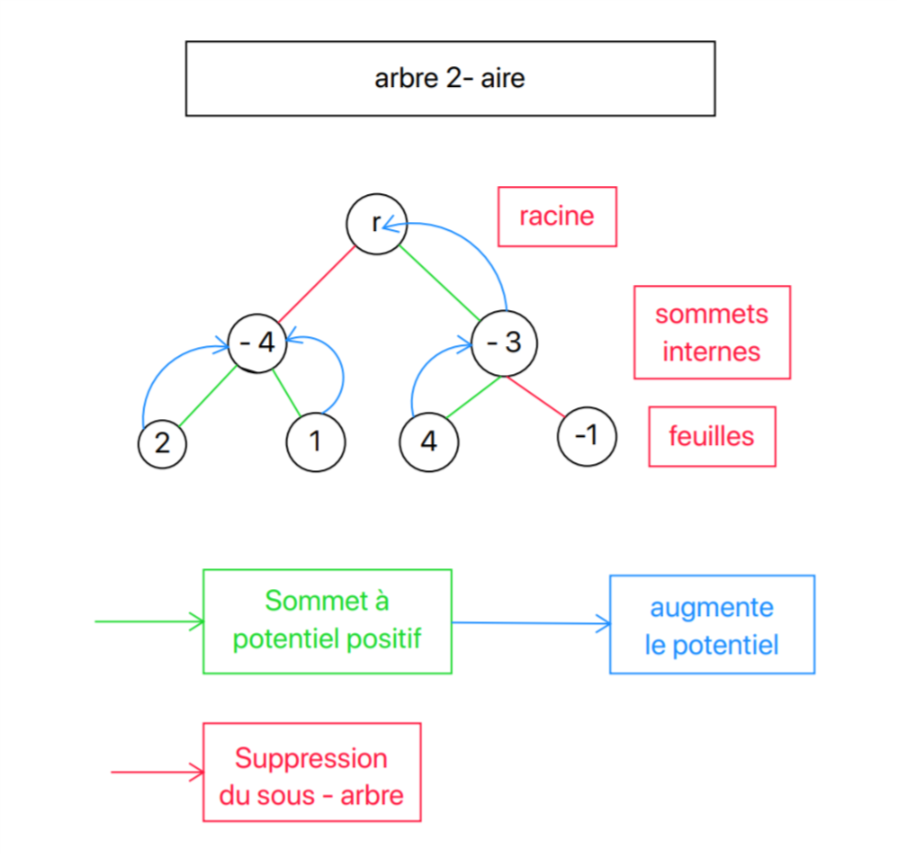 arbre 2- aire
r
racine
- 4
- 3
sommets
internes
2
1
4
-1
feuilles
Sommet à
potentiel positif
augmente
le potentiel
Suppression
du sous - arbre